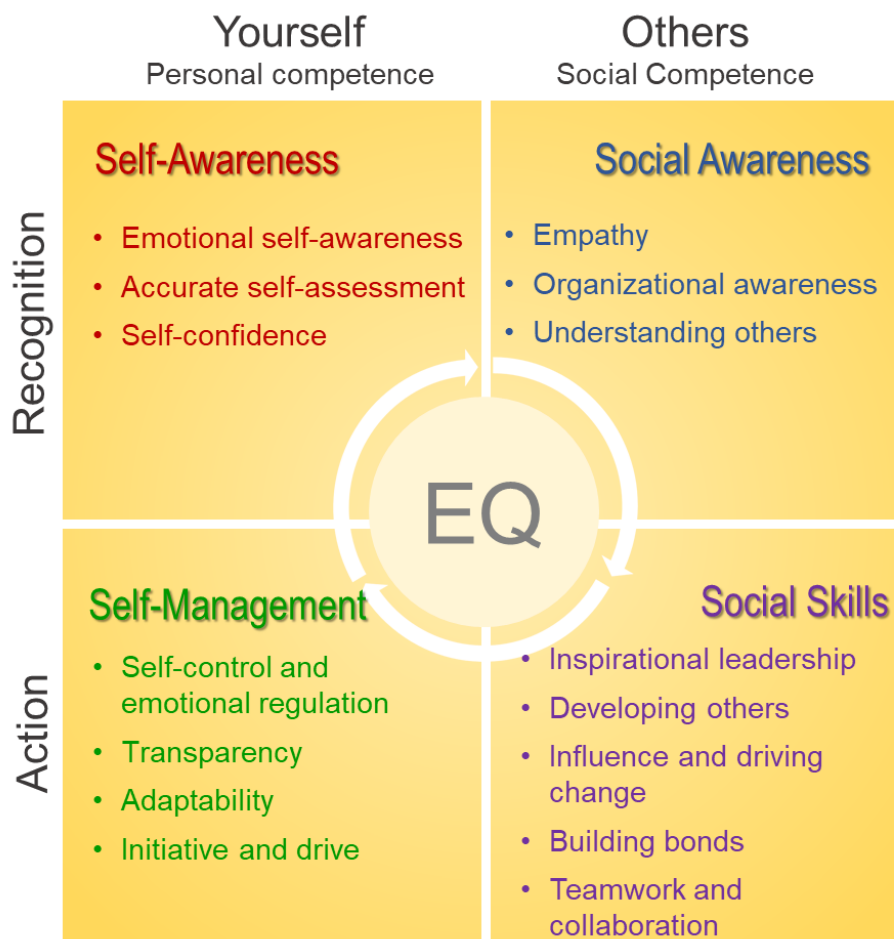 Yourself
Personal competence
Others
Social Competence
Recognition
Self-Awareness
• Emotional self-awareness
• Accurate self-assessment
• Self-confidence
Social Awareness
• Empathy
• Organizational awareness
• Understanding others
EQ
Action
Self-Management
• Self-control and
emotional regulation
• Transparency
• Adaptability
• Initiative and drive
Social Skills
• Inspirational leadership
• Developing others
• Influence and driving
change
• Building bonds
• Teamwork and
collaboration